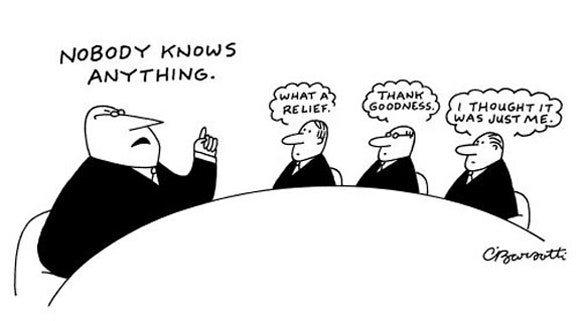 NOBODY KNOWS
ANYTHING.
WHAT A
RELIEF.
THANK
GOODNESS.
I THOUGHT IT
WAS JUST ME.
CBarsotti